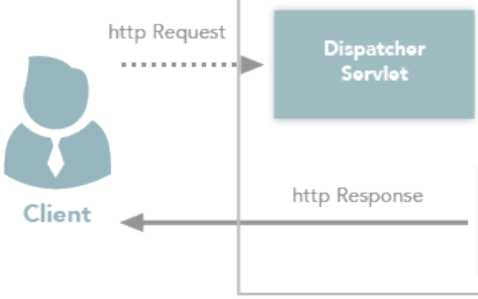 http Request
Dispatcher
Servlet
http Response
Client